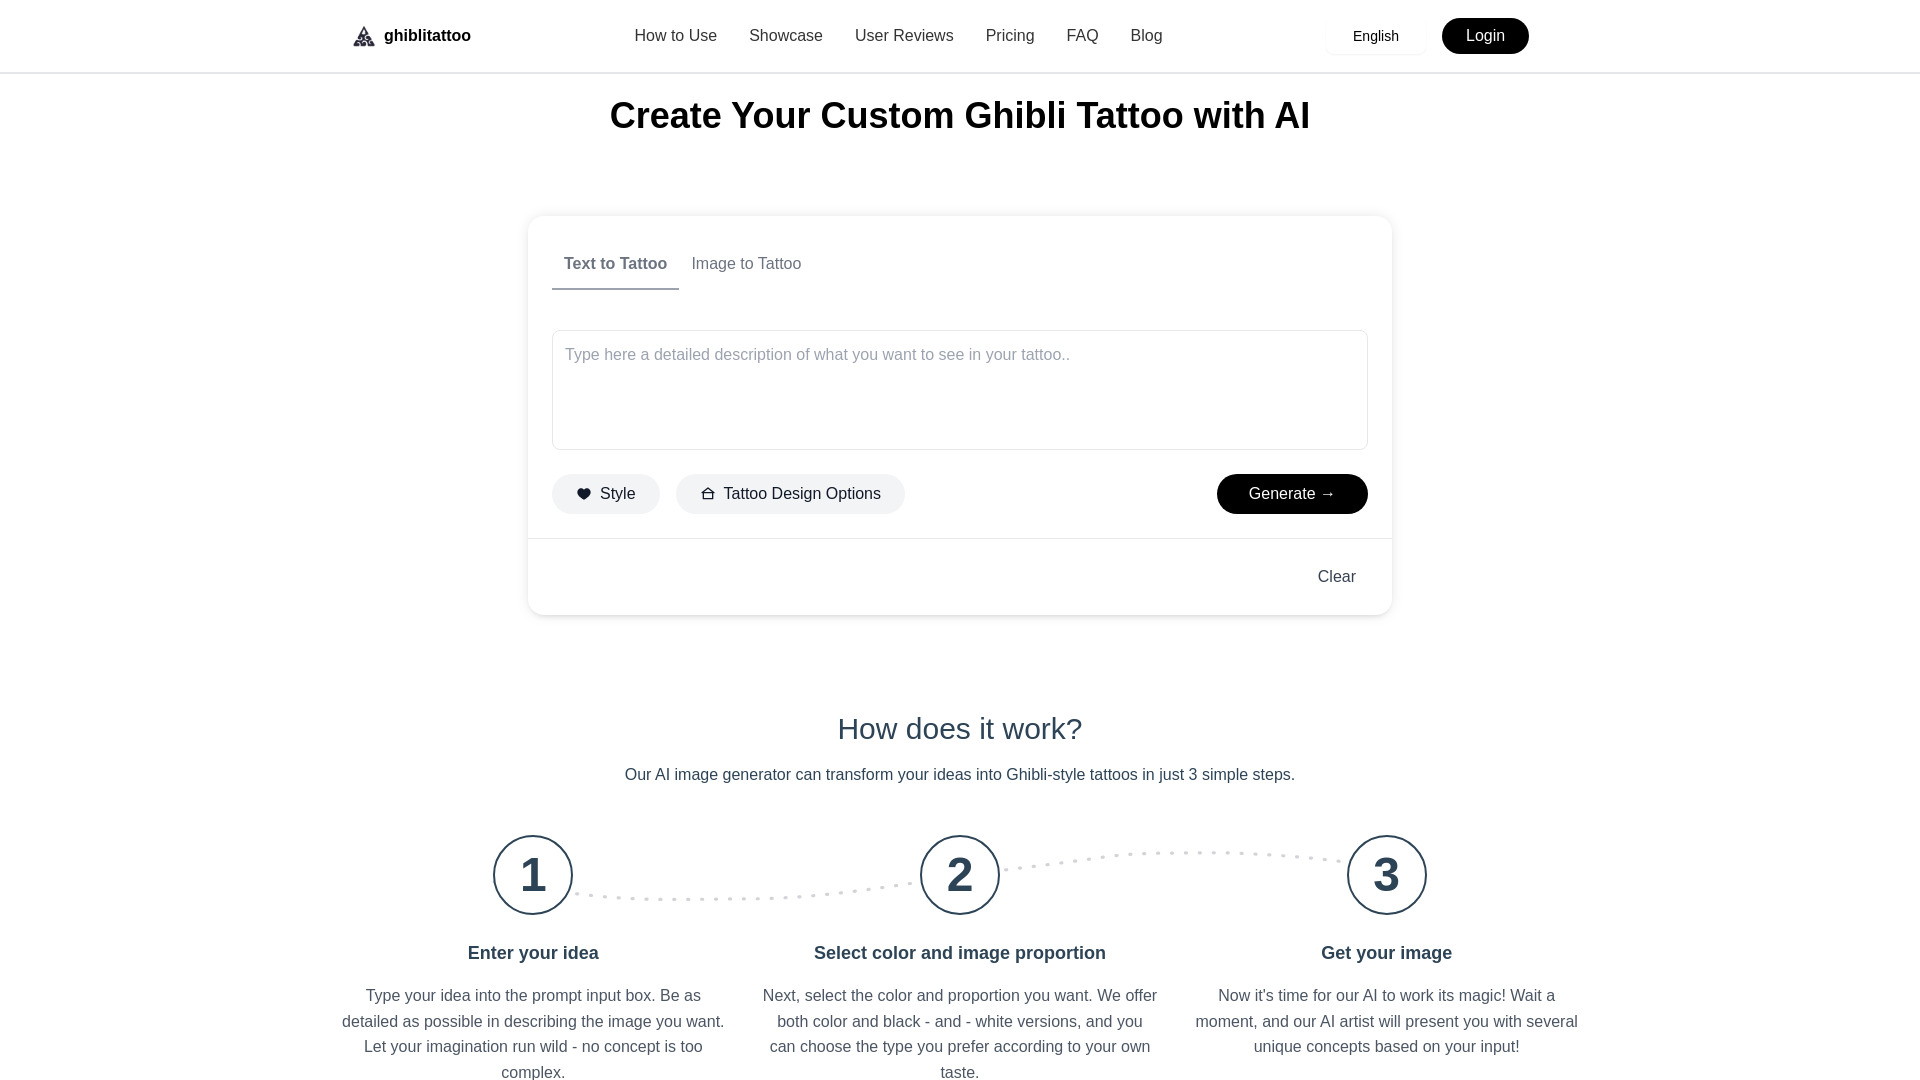 ghiblitattoo
How to Use
Showcase
User Reviews
Pricing
FAQ
Blog
English
Login
Create Your Custom Ghibli Tattoo with AI
Text to Tattoo
Image to Tattoo
Type here a detailed description of what you want to see in your tattoo..
Style
Tattoo Design Options
Generate →
Clear
How does it work?
Our AI image generator can transform your ideas into Ghibli-style tattoos in just 3 simple steps.
1
Enter your idea
Type your idea into the prompt input box. Be as
detailed as possible in describing the image you want.
Let your imagination run wild - no concept is too
complex.
2
Select color and image proportion
Next, select the color and proportion you want. We offer
both color and black - and - white versions, and you
can choose the type you prefer according to your own
taste.
3
Get your image
Now it's time for our AI to work its magic! Wait a
moment, and our AI artist will present you with several
unique concepts based on your input!